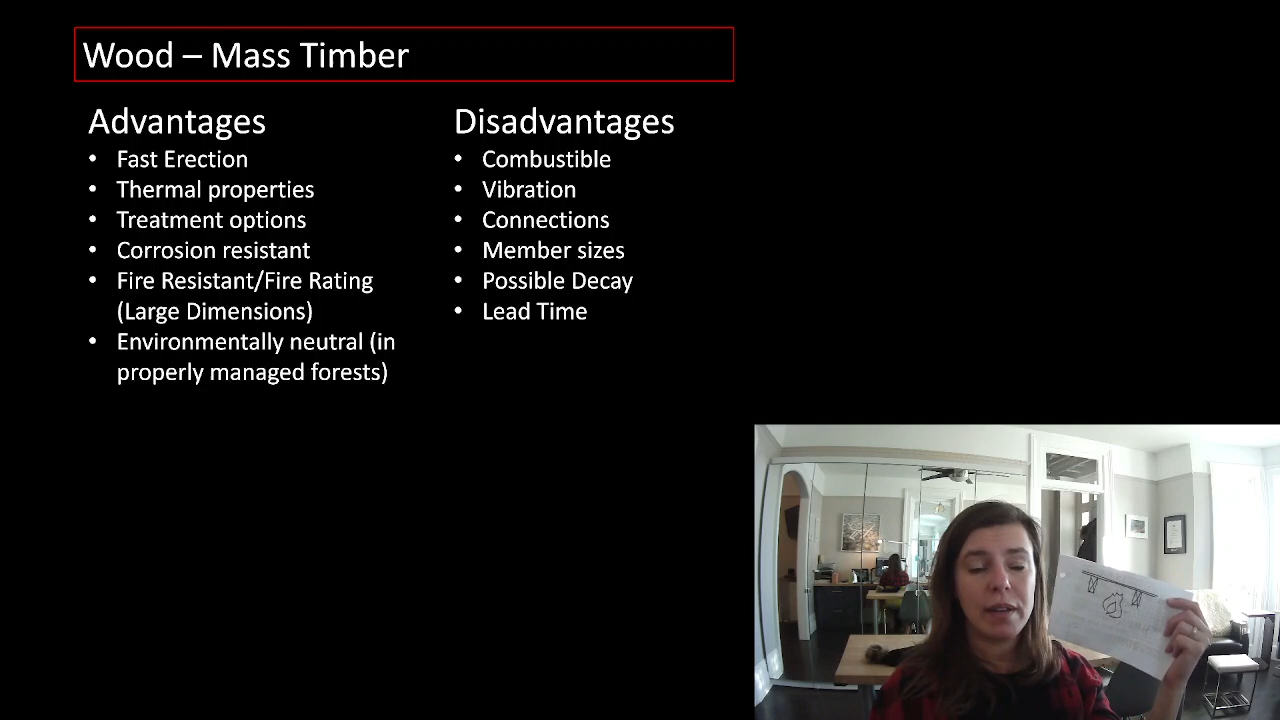 Wood – Mass Timber
Advantages
• Fast Erection
• Thermal properties
• Treatment options
• Corrosion resistant
• Fire Resistant/Fire Rating
(Large Dimensions)
• Environmentally neutral (in
properly managed forests)
Disadvantages
• Combustible
• Vibration
• Connections
• Member sizes
• Possible Decay
• Lead Time